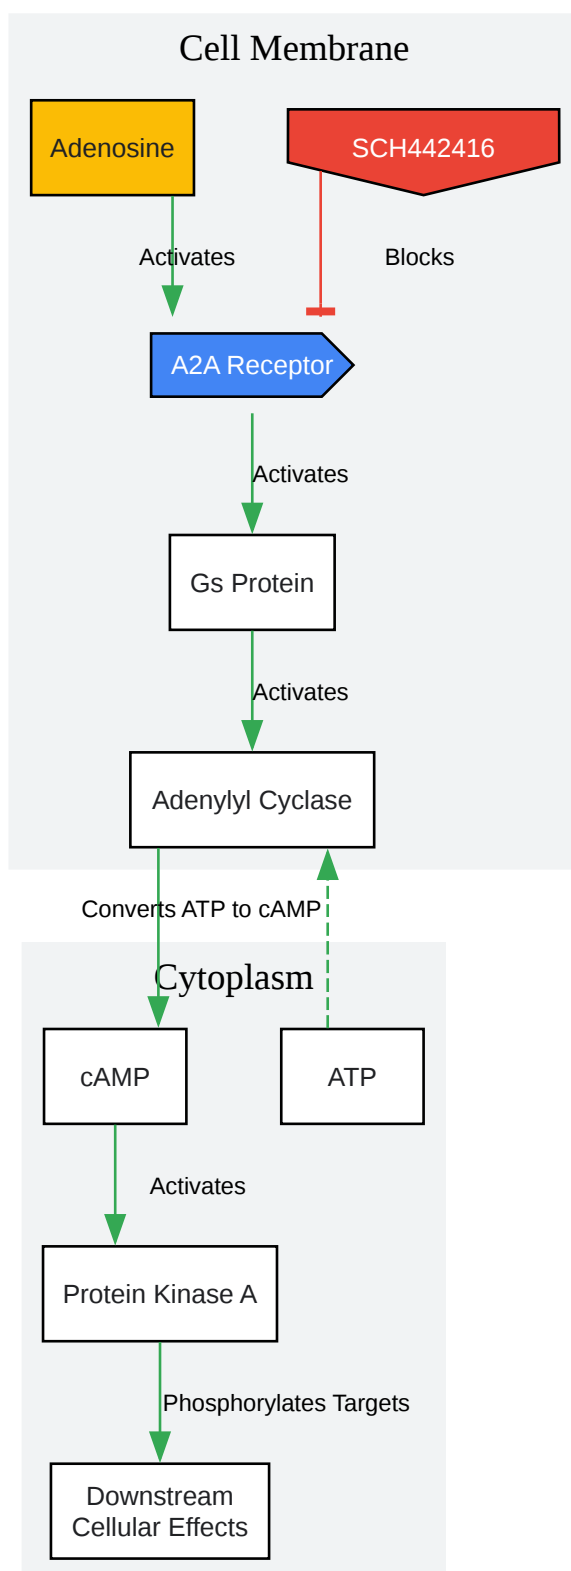 Cell Membrane
Adenosine
SCH442416
Activates
Blocks
A2A Receptor
Activates
Gs Protein
Activates
Adenylyl Cyclase
Converts ATP to cAMP
Cytoplasm
cAMP
ATP
Activates
Protein Kinase A
Phosphorylates Targets
Downstream
Cellular Effects